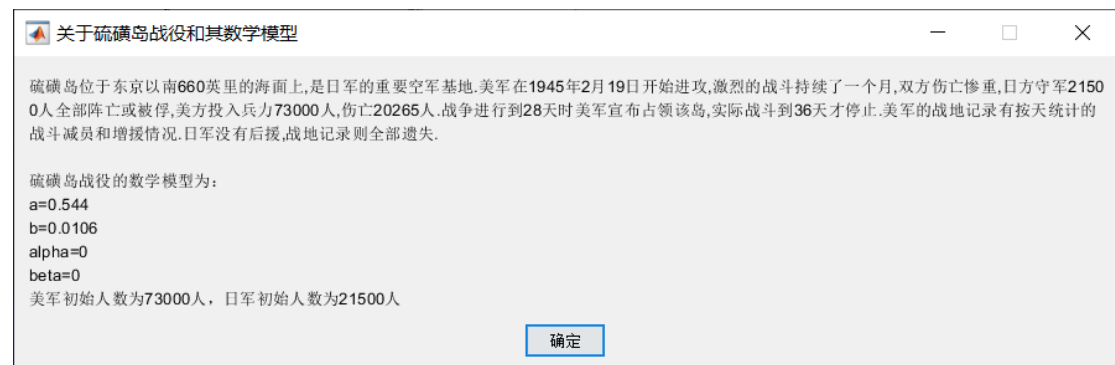 关于硫磺岛战役和其数学模型
硫磺岛位于东京以南660英里的海面上,是日军的重要空军基地.美军在1945年2月19日开始进攻,激烈的战斗持续了一个月,双方伤亡惨重,日方守军2150
0人全部阵亡或被俘,美方投入兵力73000人,伤亡20265人.战争进行到28天时美军宣布占领该岛,实际战斗到36天才停止.美军的战地记录有按天统计的
战斗减员和增援情况.日军没有后援,战地记录则全部遗失.
硫磺岛战役的数学模型为：
a=0.544
b=0.0106
alpha=0
beta=0
美军初始人数为73000人，日军初始人数为21500人
确定